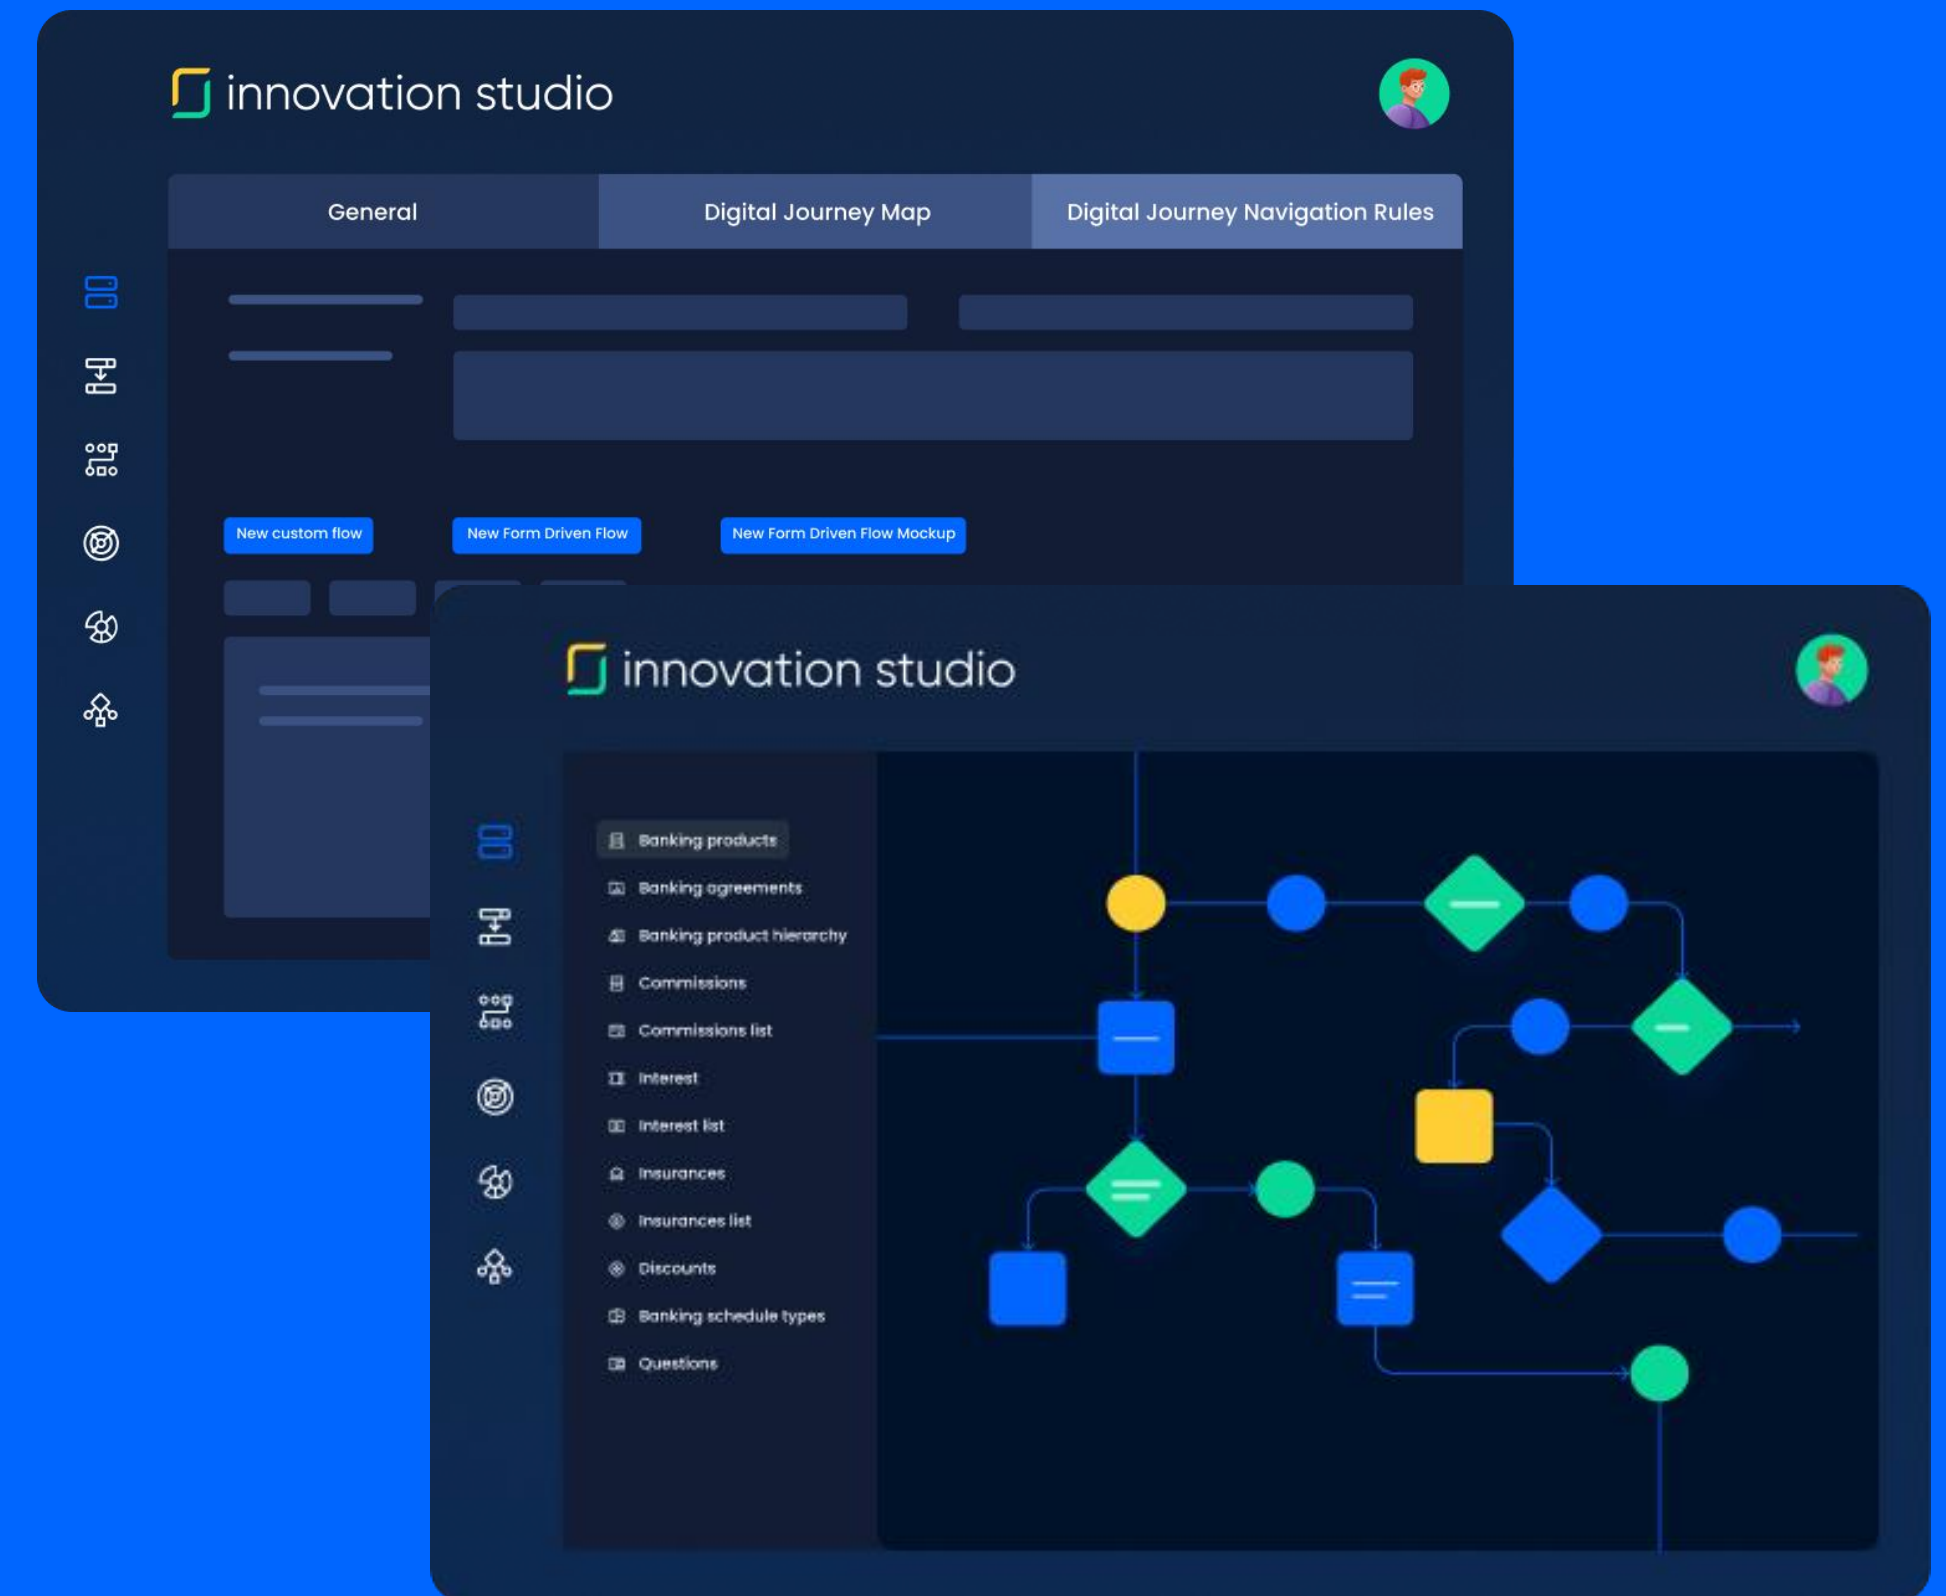 innovation studio
General
Digital Journey Map
Digital Journey Navigation Rules
New custom flow
New Form Driven Flow
New Form Driven Flow Mockup
innovation studio
Banking products
Banking agreements
Banking product hierarchy
Commissions
Commissions list
Interest
Interest list
Insurances
Insurances list
Discounts
Banking schedule types
Questions